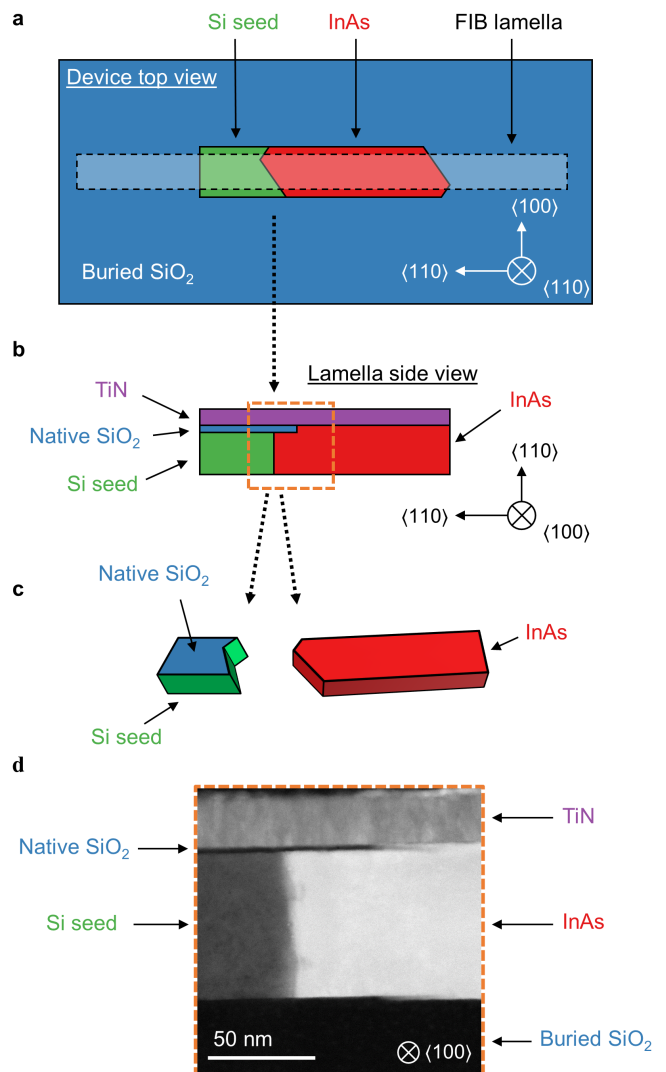 a
Si seed InAs FIB lamella
Device top view
⟨100⟩
Buried SiO₂ ⟨110⟩
⟨110⟩
b
Lamella side view
TiN
InAs
Native SiO₂
⟨110⟩
Si seed
⟨110⟩
⟨100⟩
Native SiO₂
c
InAs
Si seed
d
TiN
Native SiO₂
Si seed InAs
50 nm ⟨100⟩ Buried SiO₂